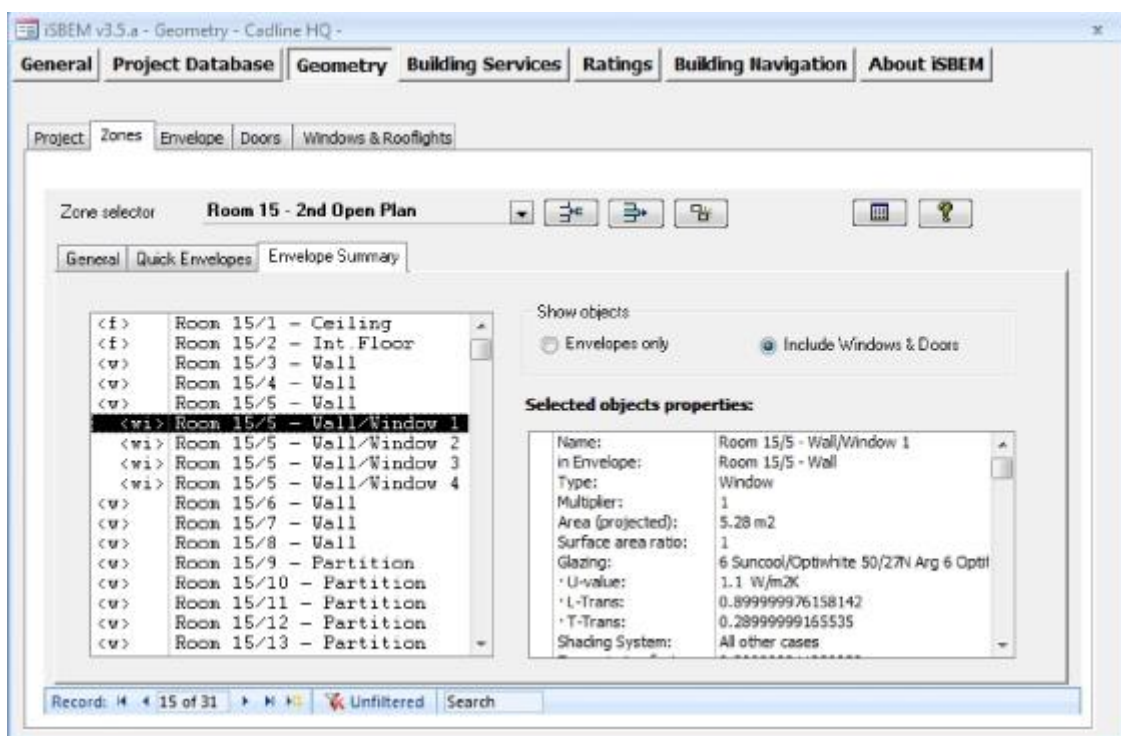 iSBEM v3.5.a - Geometry - Cadline HQ -
General Project Database Geometry Building Services Ratings Building Navigation About iSBEM
Project Zones Envelope Doors Windows & Rooflights
Zone selector Room 15 - 2nd Open Plan
General Quick Envelopes Envelope Summary
<f> Room 15/1 - Ceiling
<f> Room 15/2 - Int.Floor
<w> Room 15/3 - Wall
<w> Room 15/4 - Wall
<w> Room 15/5 - Wall
<wi> Room 15/5 - Wall/Window 1
<wi> Room 15/5 - Wall/Window 2
<wi> Room 15/5 - Wall/Window 3
<wi> Room 15/5 - Wall/Window 4
<w> Room 15/6 - Wall
<w> Room 15/7 - Wall
<w> Room 15/8 - Wall
<w> Room 15/9 - Partition
<w> Room 15/10 - Partition
<w> Room 15/11 - Partition
<w> Room 15/12 - Partition
<w> Room 15/13 - Partition
Show objects
Envelopes only Include Windows & Doors
Selected objects properties:
Name: Room 15/5 - Wall/Window 1
in Envelope: Room 15/5 - Wall
Type: Window
Multiplier: 1
Area (projected): 5.28 m2
Surface area ratio: 1
Glazing: 6 Suncool/Optiwhite 50/27N Arg 6 Opti
· U-value: 1.1 W/m2K
· L-Trans: 0.899999976158142
· T-Trans: 0.28999999165535
Shading System: All other cases
Record: 15 of 31 Unfiltered Search